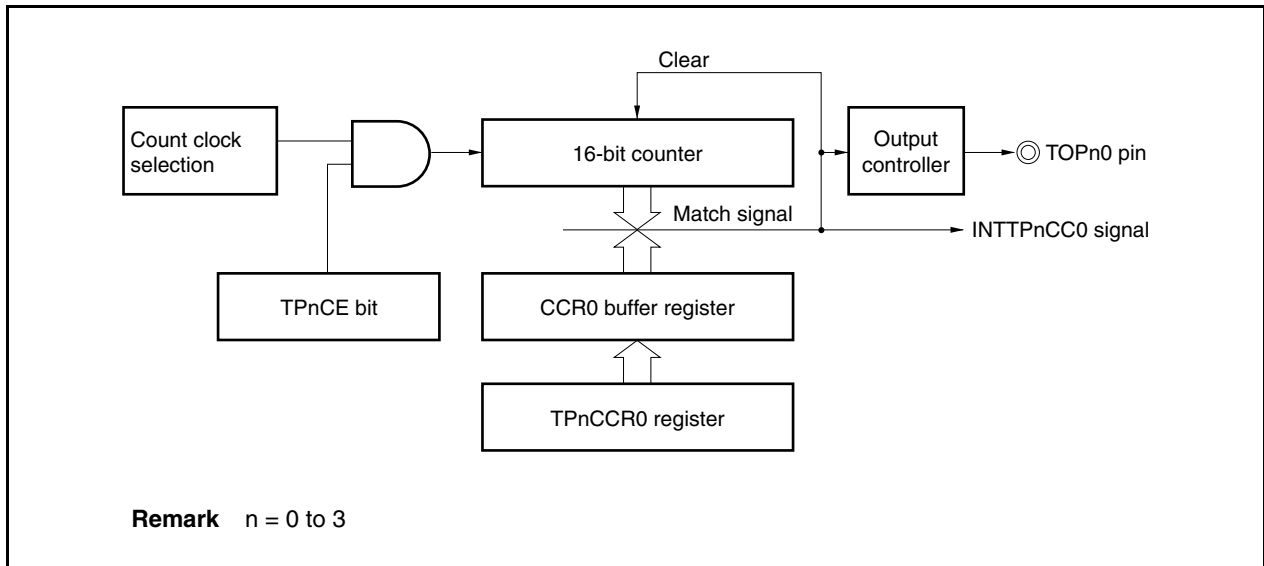 Clear
Count clock
selection
16-bit counter
Output
controller
TOPn0 pin
Match signal
INTTPnCC0 signal
TPnCE bit
CCR0 buffer register
TPnCCR0 register
Remark n = 0 to 3